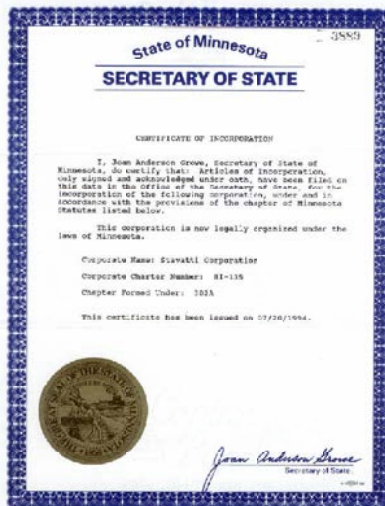 3889
State of Minnesota
SECRETARY OF STATE
CERTIFICATE OF INCORPORATION
I, Joan Anderson Growe, Secretary of State of
Minnesota, do certify that: Articles of Incorporation,
duly signed and acknowledged under oath, have been filed on
this date in the Office of the Secretary of State, for the
incorporation of the following corporation, under and in
accordance with the provisions of the chapter of Minnesota
Statutes listed below.
This corporation is now legally organized under the
laws of Minnesota.
Corporate Name: Stavatti Corporation
Corporate Charter Number: 8I-135
Chapter Formed Under: 302A
This certificate has been issued on 07/20/1994.
Joan Anderson Growe
Secretary of State.